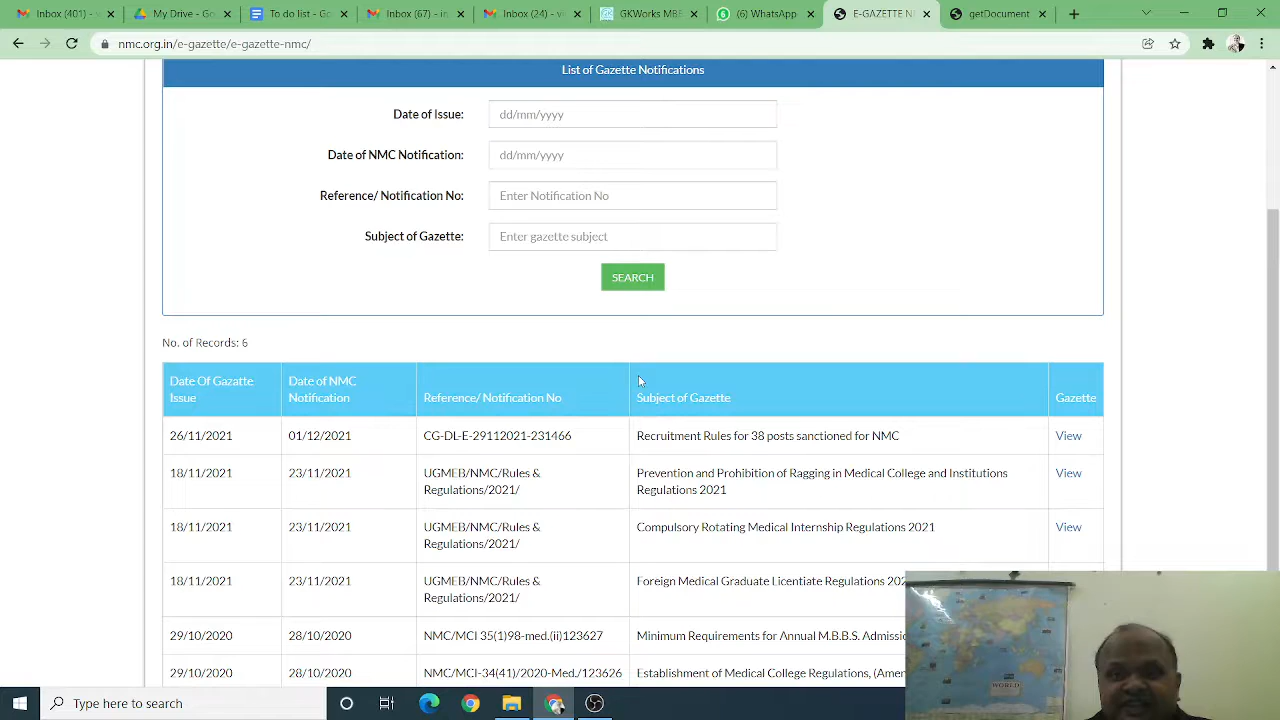 Inbox (401) - v
My Drive - Go
To do list - Go
Inbox (67) - in
Inbox (24) - vi
GKWorks MBE
(6) WhatsApp
E-GAZETTE N
getDocument
nmc.org.in/e-gazette/e-gazette-nmc/
List of Gazette Notifications
Date of Issue: dd/mm/yyyy
Date of NMC Notification: dd/mm/yyyy
Reference/ Notification No: Enter Notification No
Subject of Gazette: Enter gazette subject
SEARCH
No. of Records: 6
Date Of Gazatte Issue
Date of NMC Notification
Reference/ Notification No
Subject of Gazette
Gazette
26/11/2021 01/12/2021 CG-DL-E-29112021-231466 Recruitment Rules for 38 posts sanctioned for NMC View
18/11/2021 23/11/2021 UGMEB/NMC/Rules & Prevention and Prohibition of Ragging in Medical College and Institutions View
Regulations/2021/ Regulations 2021
18/11/2021 23/11/2021 UGMEB/NMC/Rules & Compulsory Rotating Medical Internship Regulations 2021 View
Regulations/2021/
18/11/2021 23/11/2021 UGMEB/NMC/Rules & Foreign Medical Graduate Licentiate Regulations 202
Regulations/2021/
29/10/2020 28/10/2020 NMC/MCI 35(1)98-med.(ii)123627 Minimum Requirements for Annual M.B.B.S. Admissio
29/10/2020 28/10/2020 NMC/MCI-34(41)/2020-Med./123626 Establishment of Medical College Regulations, (Amen
WORLD
Type here to search